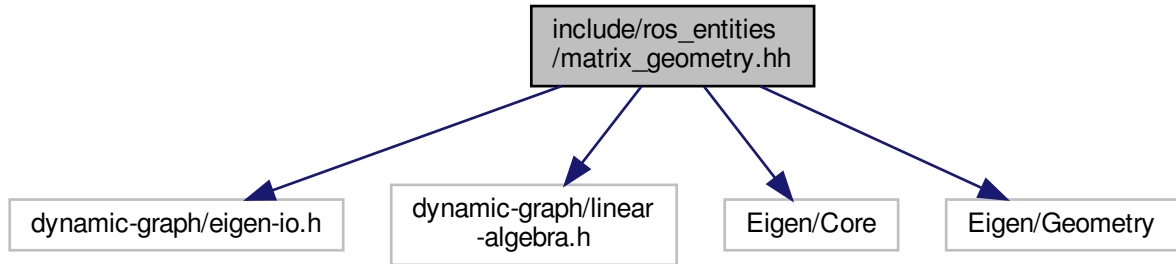 include/ros_entities
/matrix_geometry.hh
dynamic-graph/eigen-io.h
dynamic-graph/linear
-algebra.h
Eigen/Core
Eigen/Geometry